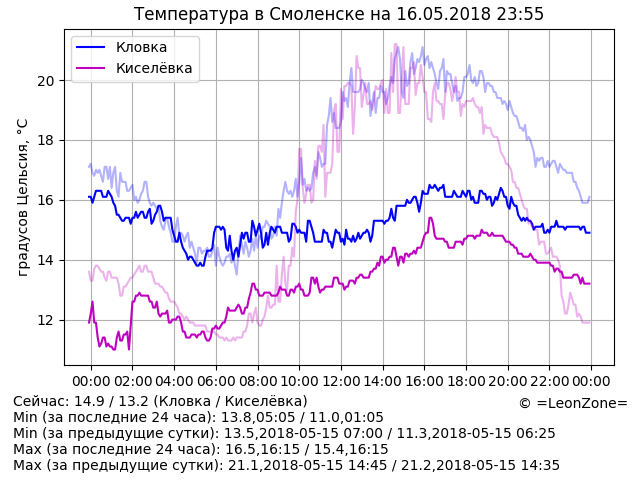 Температура в Смоленске на 16.05.2018 23:55
Кловка
Киселёвка
градусов Цельсия, °C
20
18
16
14
12
00:00 02:00 04:00 06:00 08:00 10:00 12:00 14:00 16:00 18:00 20:00 22:00 00:00
Сейчас: 14.9 / 13.2 (Кловка / Киселёвка)
© =LeonZone=
Min (за последние 24 часа): 13.8,05:05 / 11.0,01:05
Min (за предыдущие сутки): 13.5,2018-05-15 07:00 / 11.3,2018-05-15 06:25
Max (за последние 24 часа): 16.5,16:15 / 15.4,16:15
Max (за предыдущие сутки): 21.1,2018-05-15 14:45 / 21.2,2018-05-15 14:35